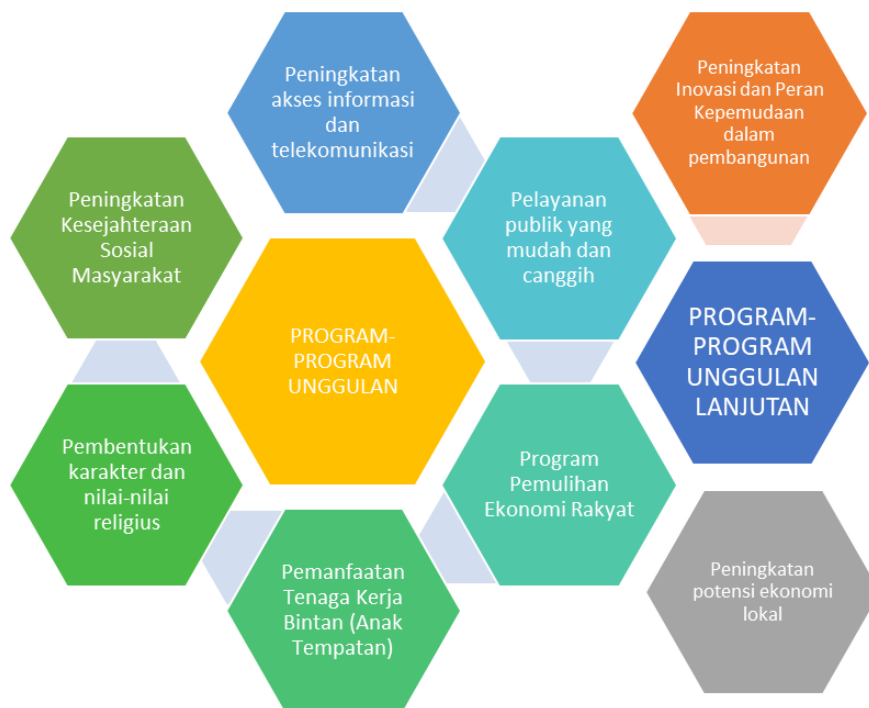 Peningkatan
akses informasi
dan
telekomunikasi
Peningkatan
Inovasi dan Peran
Kepemudaan
dalam
pembangunan
Peningkatan
Kesejahteraan
Sosial
Masyarakat
Pelayanan
publik yang
mudah dan
canggih
PROGRAM-
PROGRAM
UNGGULAN
PROGRAM-
PROGRAM
UNGGULAN
LANJUTAN
Pembentukan
karakter dan
nilai-nilai
religius
Program
Pemulihan
Ekonomi Rakyat
Pemanfaatan
Tenaga Kerja
Bintan (Anak
Tempatan)
Peningkatan
potensi ekonomi
lokal